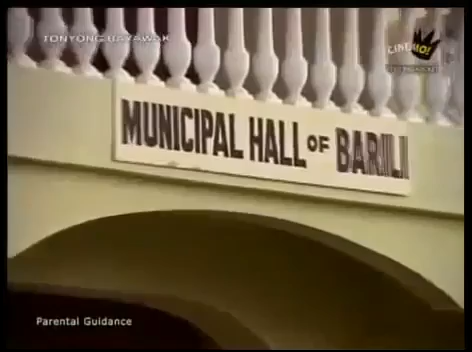 TONYONG BAYAWAK
CINEMO!
MUNICIPAL HALL OF BARILI
Parental Guidance